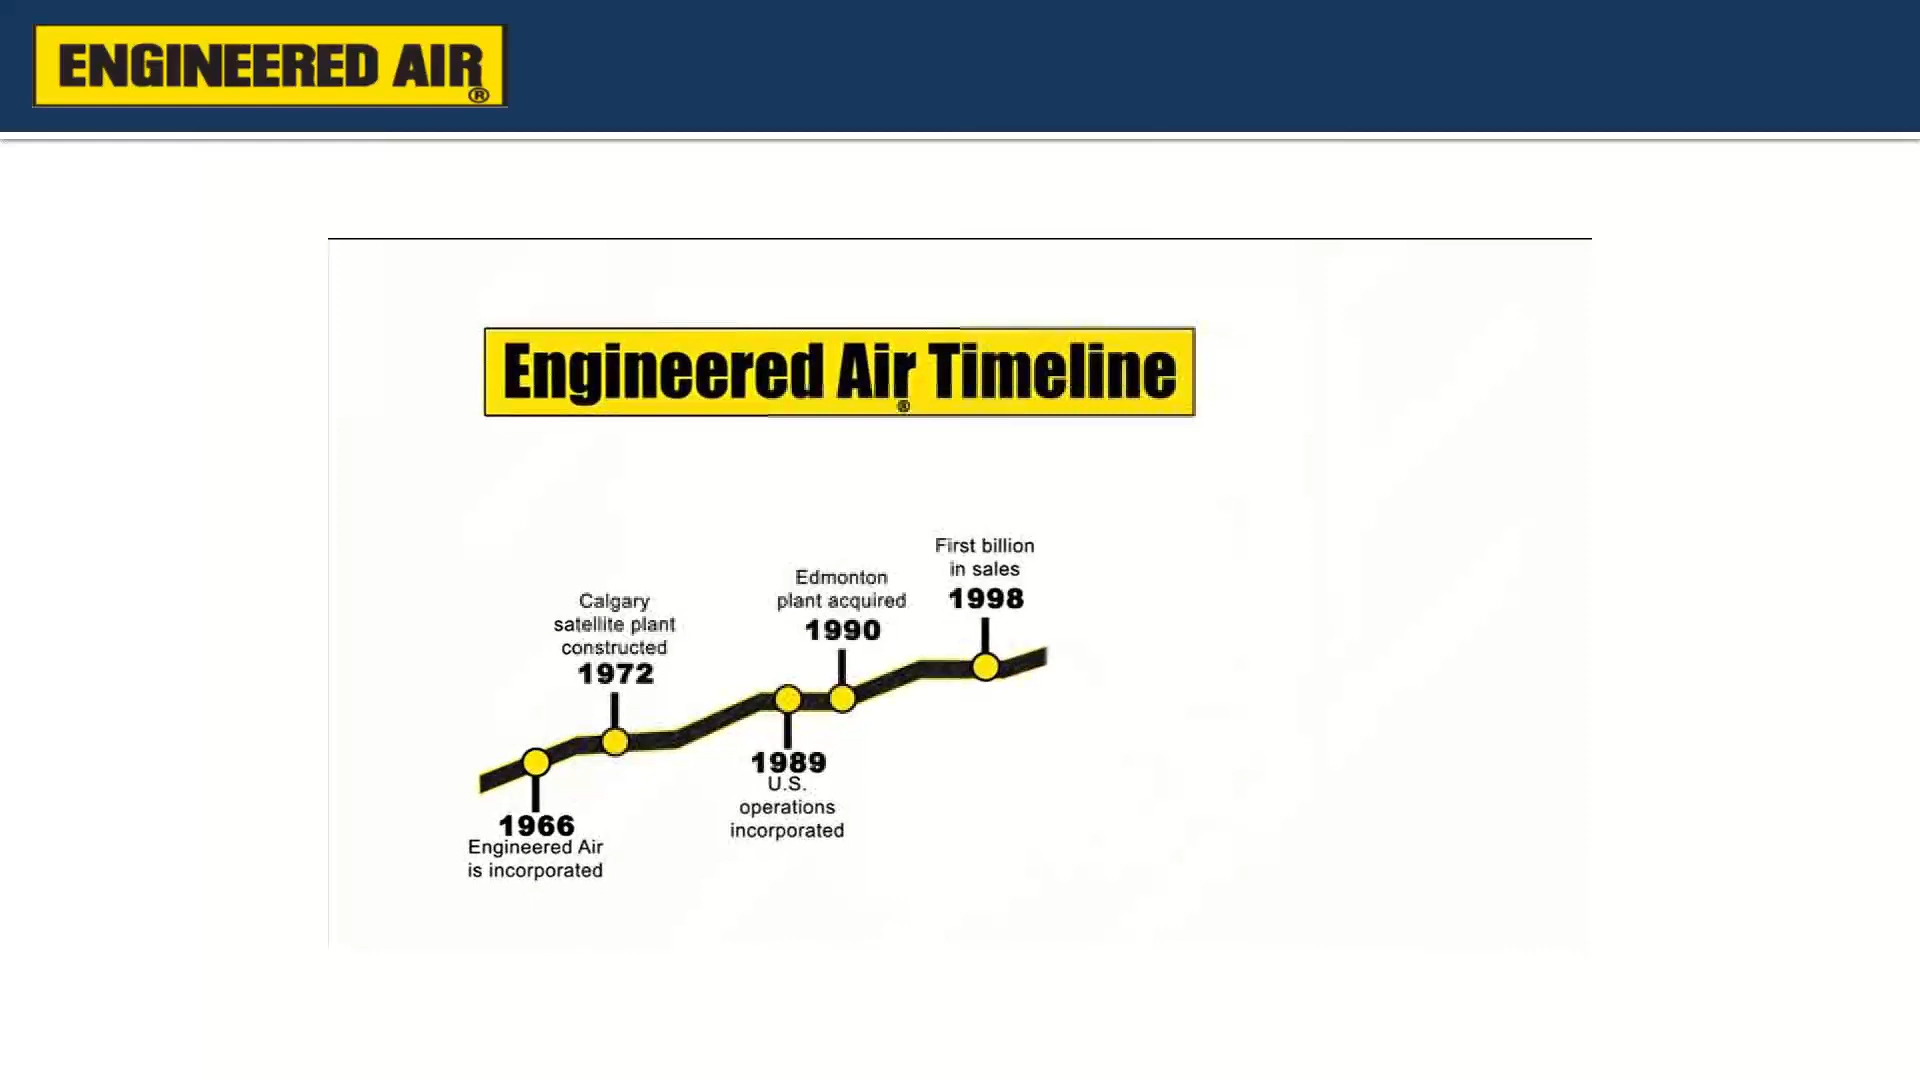 ENGINEERED AIR®
Engineered Air® Timeline
First billion
in sales
1998
Edmonton
plant acquired
1990
Calgary
satellite plant
constructed
1972
1989
U.S.
operations
incorporated
1966
Engineered Air
is incorporated